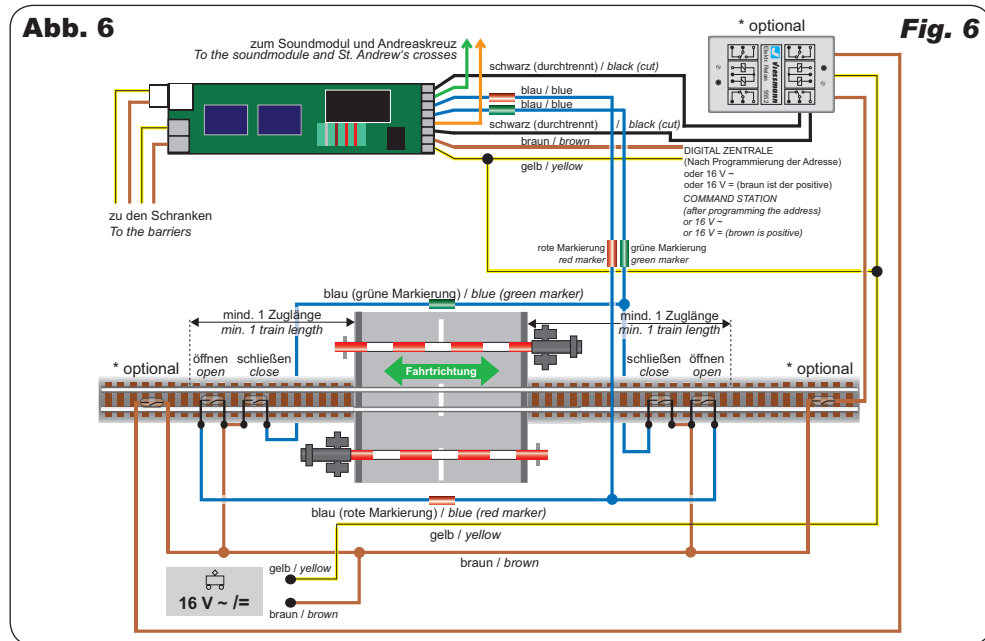 Abb. 6
Fig. 6
* optional
zum Soundmodul und Andreaskreuz
To the soundmodule and St. Andrew's crosses
schwarz (durchtrennt) / black (cut)
blau / blue
blau / blue
schwarz (durchtrennt) / black (cut)
braun / brown
gelb / yellow
viessmann
Elektr. Relais 5552
DIGITAL ZENTRALE
(Nach Programmierung der Adresse)
oder 16 V ~
oder 16 V = (braun ist der positive)
COMMAND STATION
(after programming the address)
or 16 V ~
or 16 V = (brown is positive)
zu den Schranken
To the barriers
rote Markierung
red marker
grüne Markierung
green marker
blau (grüne Markierung) / blue (green marker)
mind. 1 Zuglänge
min. 1 train length
mind. 1 Zuglänge
min. 1 train length
* optional
öffnen
open
schließen
close
Fahrtrichtung
schließen
close
öffnen
open
* optional
blau (rote Markierung) / blue (red marker)
gelb / yellow
braun / brown
gelb / yellow
16 V ~ /=
braun / brown